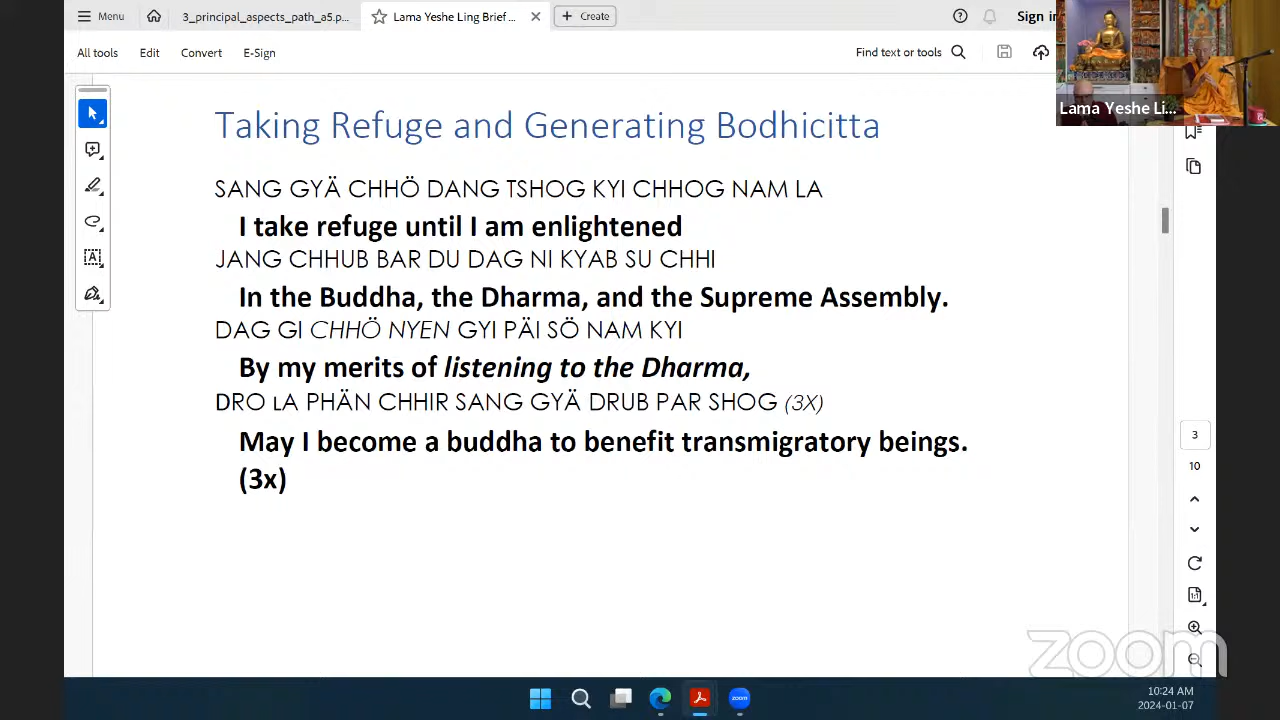 Menu
3_principal_aspects_path_a5.p...
Lama Yeshe Ling Brief ...
Create
Sign in
All tools
Edit
Convert
E-Sign
Find text or tools
Lama Yeshe Li...
Taking Refuge and Generating Bodhicitta
SANG GYÄ CHHÖ DANG TSHOG KYI CHHOG NAM LA
I take refuge until I am enlightened
JANG CHHUB BAR DU DAG NI KYAB SU CHHI
In the Buddha, the Dharma, and the Supreme Assembly.
DAG GI CHHÖ NYEN GYI PÄI SÖ NAM KYI
By my merits of listening to the Dharma,
DRO LA PHÄN CHHIR SANG GYÄ DRUB PAR SHOG (3X)
May I become a buddha to benefit transmigratory beings.
(3x)
3
10
1:1
zoom
zoom
10:24 AM
2024-01-07